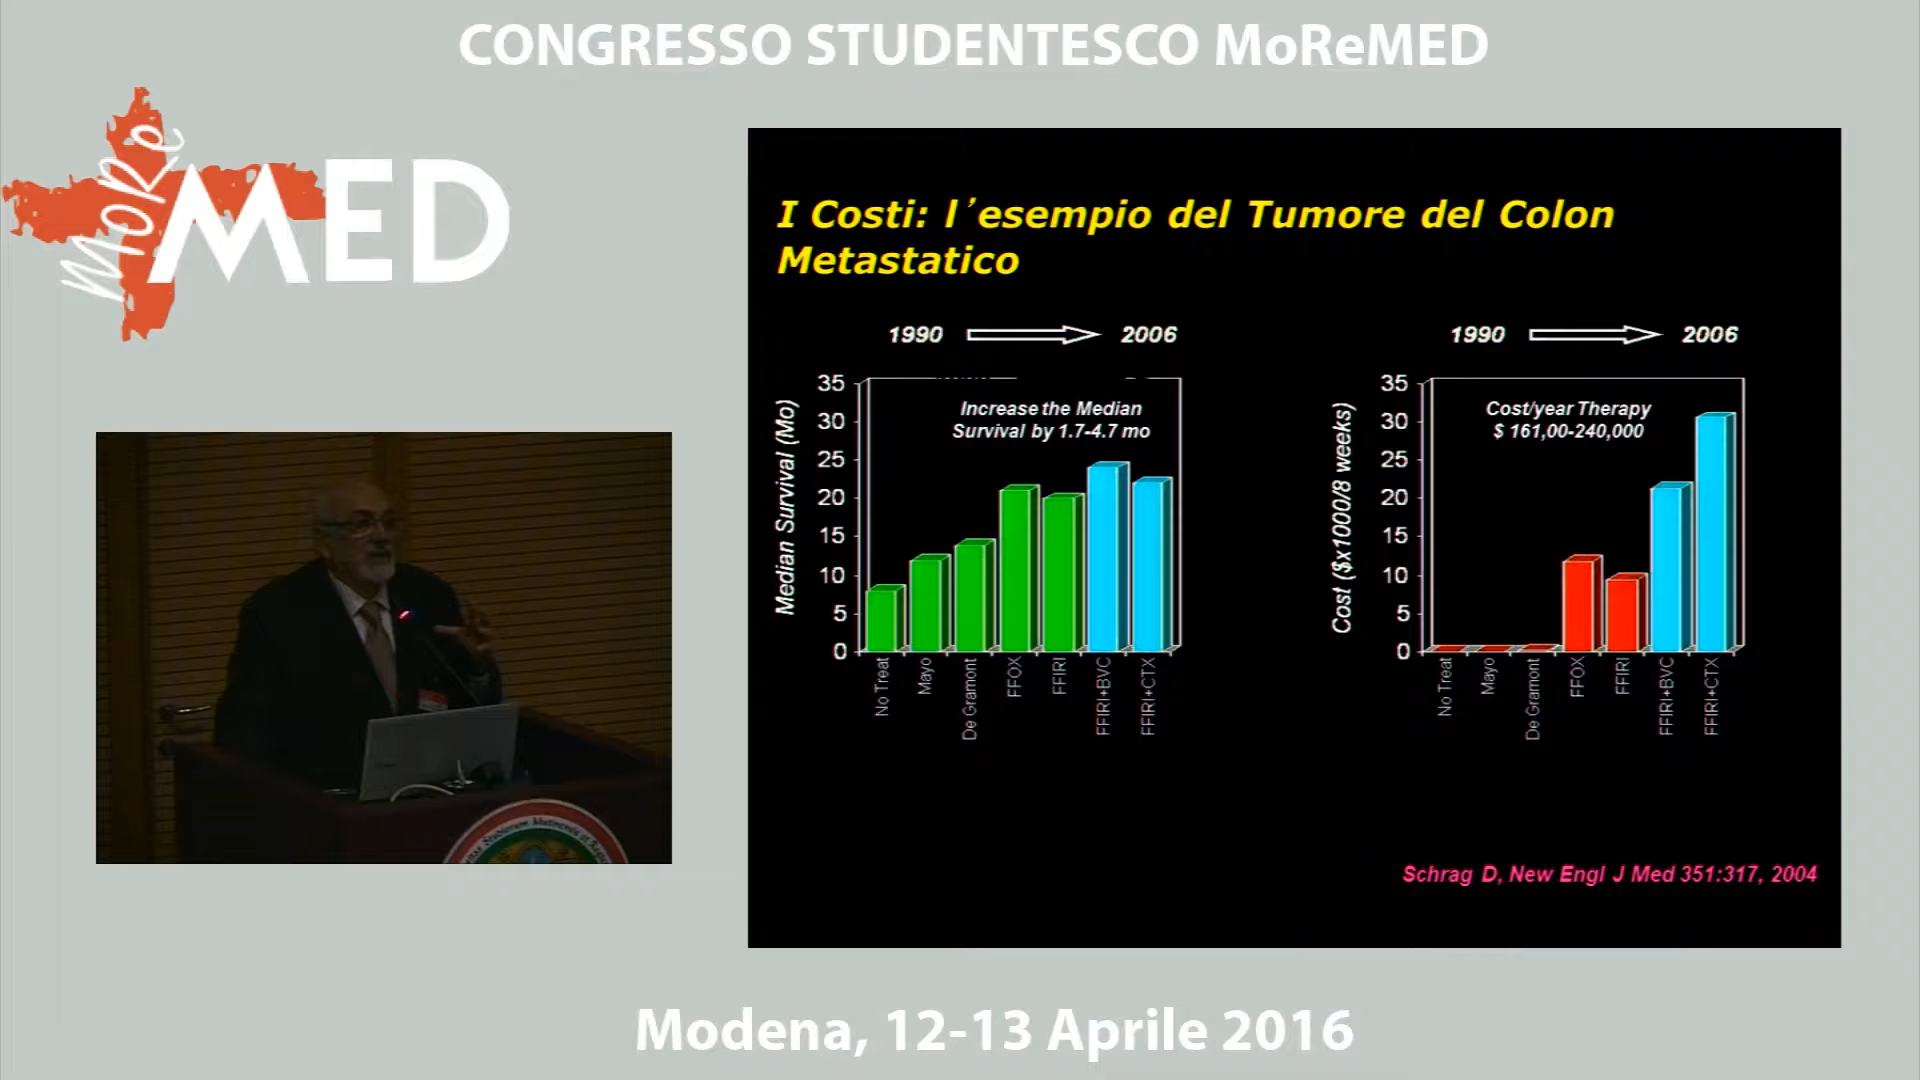 CONGRESSO STUDENTESCO MoReMED
MoRe
MED
I Costi: l'esempio del Tumore del Colon
Metastatico
1990
2006
Increase the Median
Survival by 1.7-4.7 mo
Median Survival (Mo)
35
30
25
20
15
10
5
0
No Treat
Mayo
De Gramont
FFOX
FFIRI
FFIRI+BVC
FFIRI+CTX
1990
2006
Cost/year Therapy
$ 161,00-240,000
Cost ($x1000/8 weeks)
35
30
25
20
15
10
5
0
No Treat
Mayo
De Gramont
FFOX
FFIRI
FFIRI+BVC
FFIRI+CTX
Schrag D, New Engl J Med 351:317, 2004
Modena, 12-13 Aprile 2016